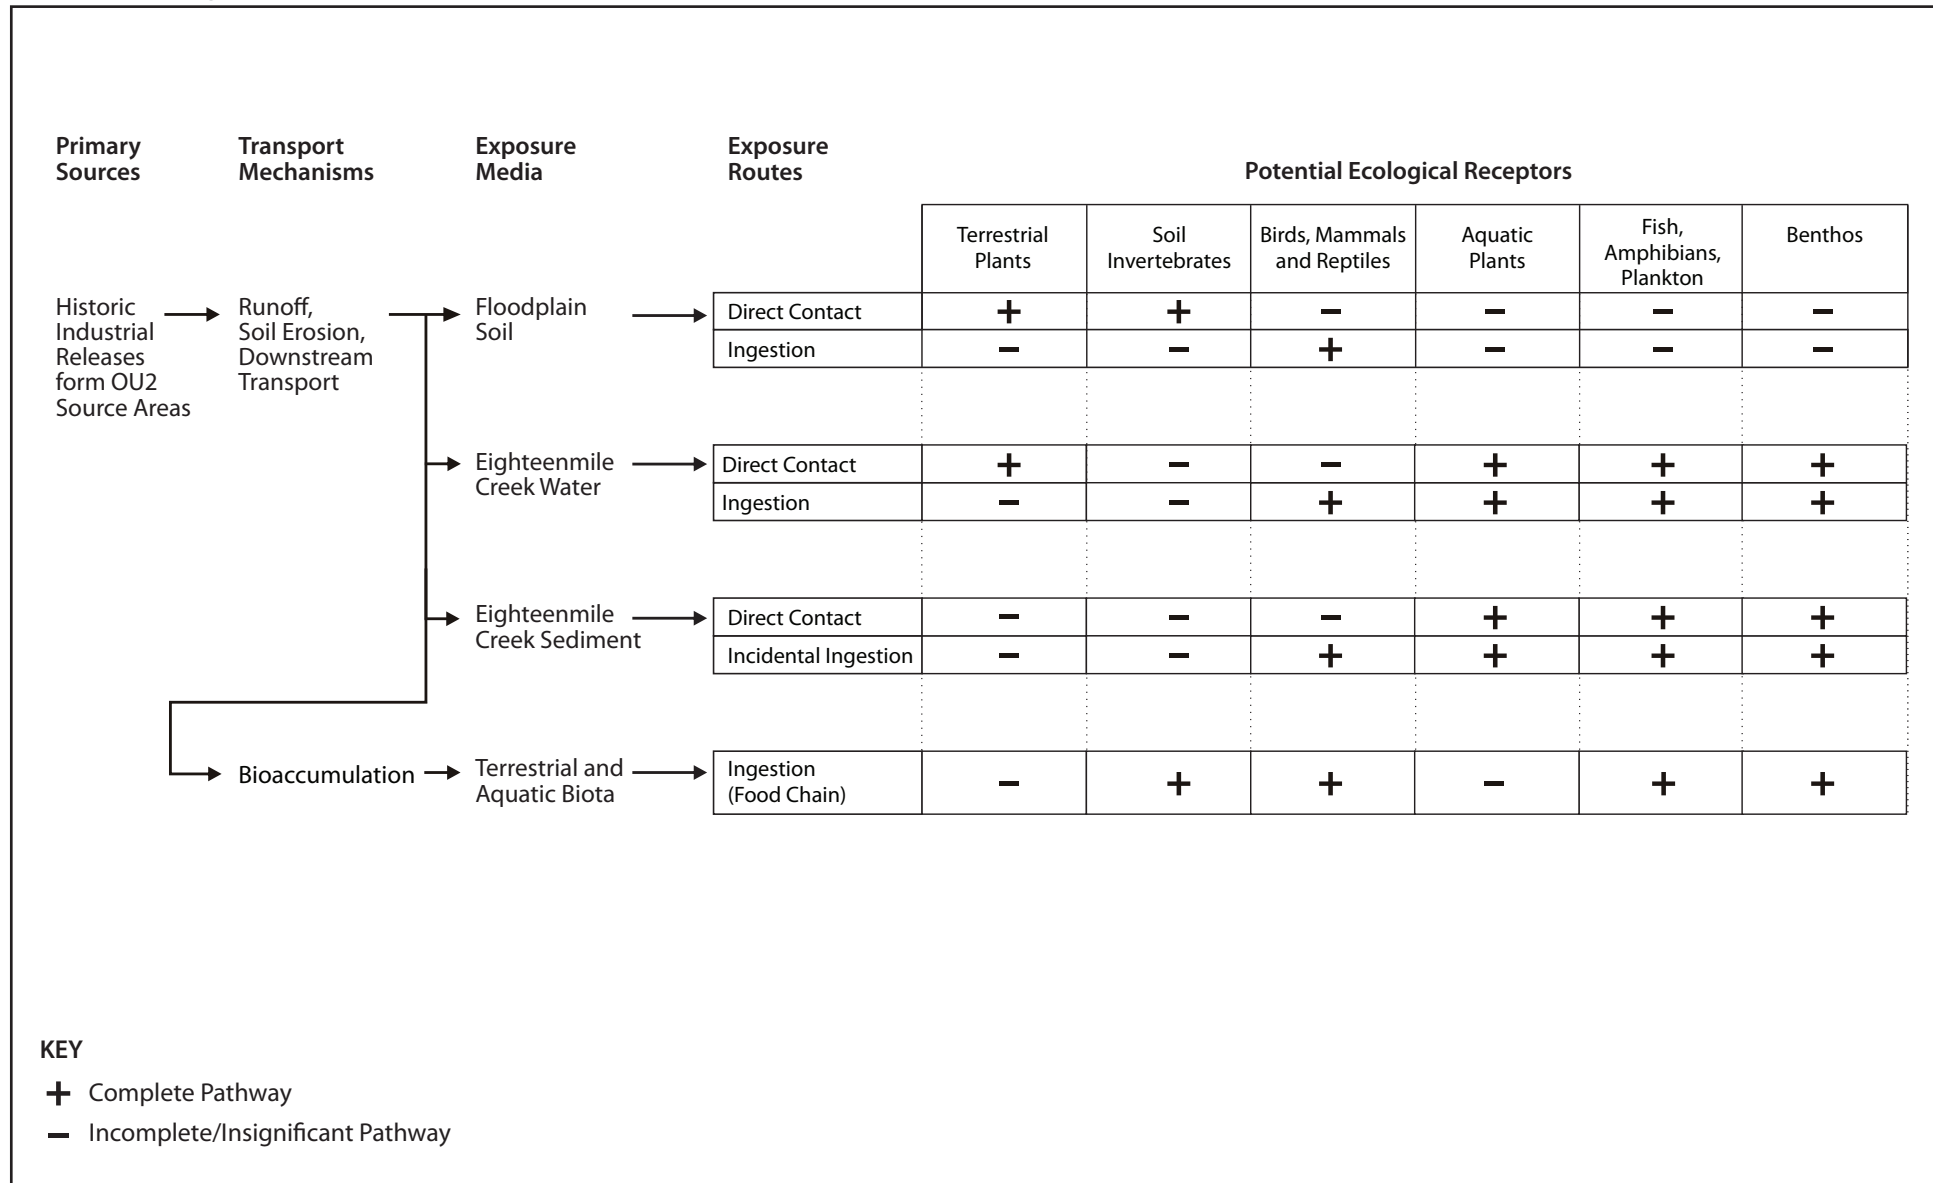 Primary
Sources
Transport
Mechanisms
Exposure
Media
Exposure
Routes
Potential Ecological Receptors
Terrestrial
Plants
Soil
Invertebrates
Birds, Mammals
and Reptiles
Aquatic
Plants
Fish,
Amphibians,
Plankton
Benthos
Historic
Industrial
Releases
form OU2
Source Areas
Runoff,
Soil Erosion,
Downstream
Transport
Floodplain
Soil
Direct Contact + + − − − −
Ingestion − − + − − −
Eighteenmile
Creek Water
Direct Contact + − − + + +
Ingestion − − + + + +
Eighteenmile
Creek Sediment
Direct Contact − − − + + +
Incidental Ingestion − − + + + +
Bioaccumulation
Terrestrial and
Aquatic Biota
Ingestion
(Food Chain)
− + + − + +
KEY
+ Complete Pathway
− Incomplete/Insignificant Pathway